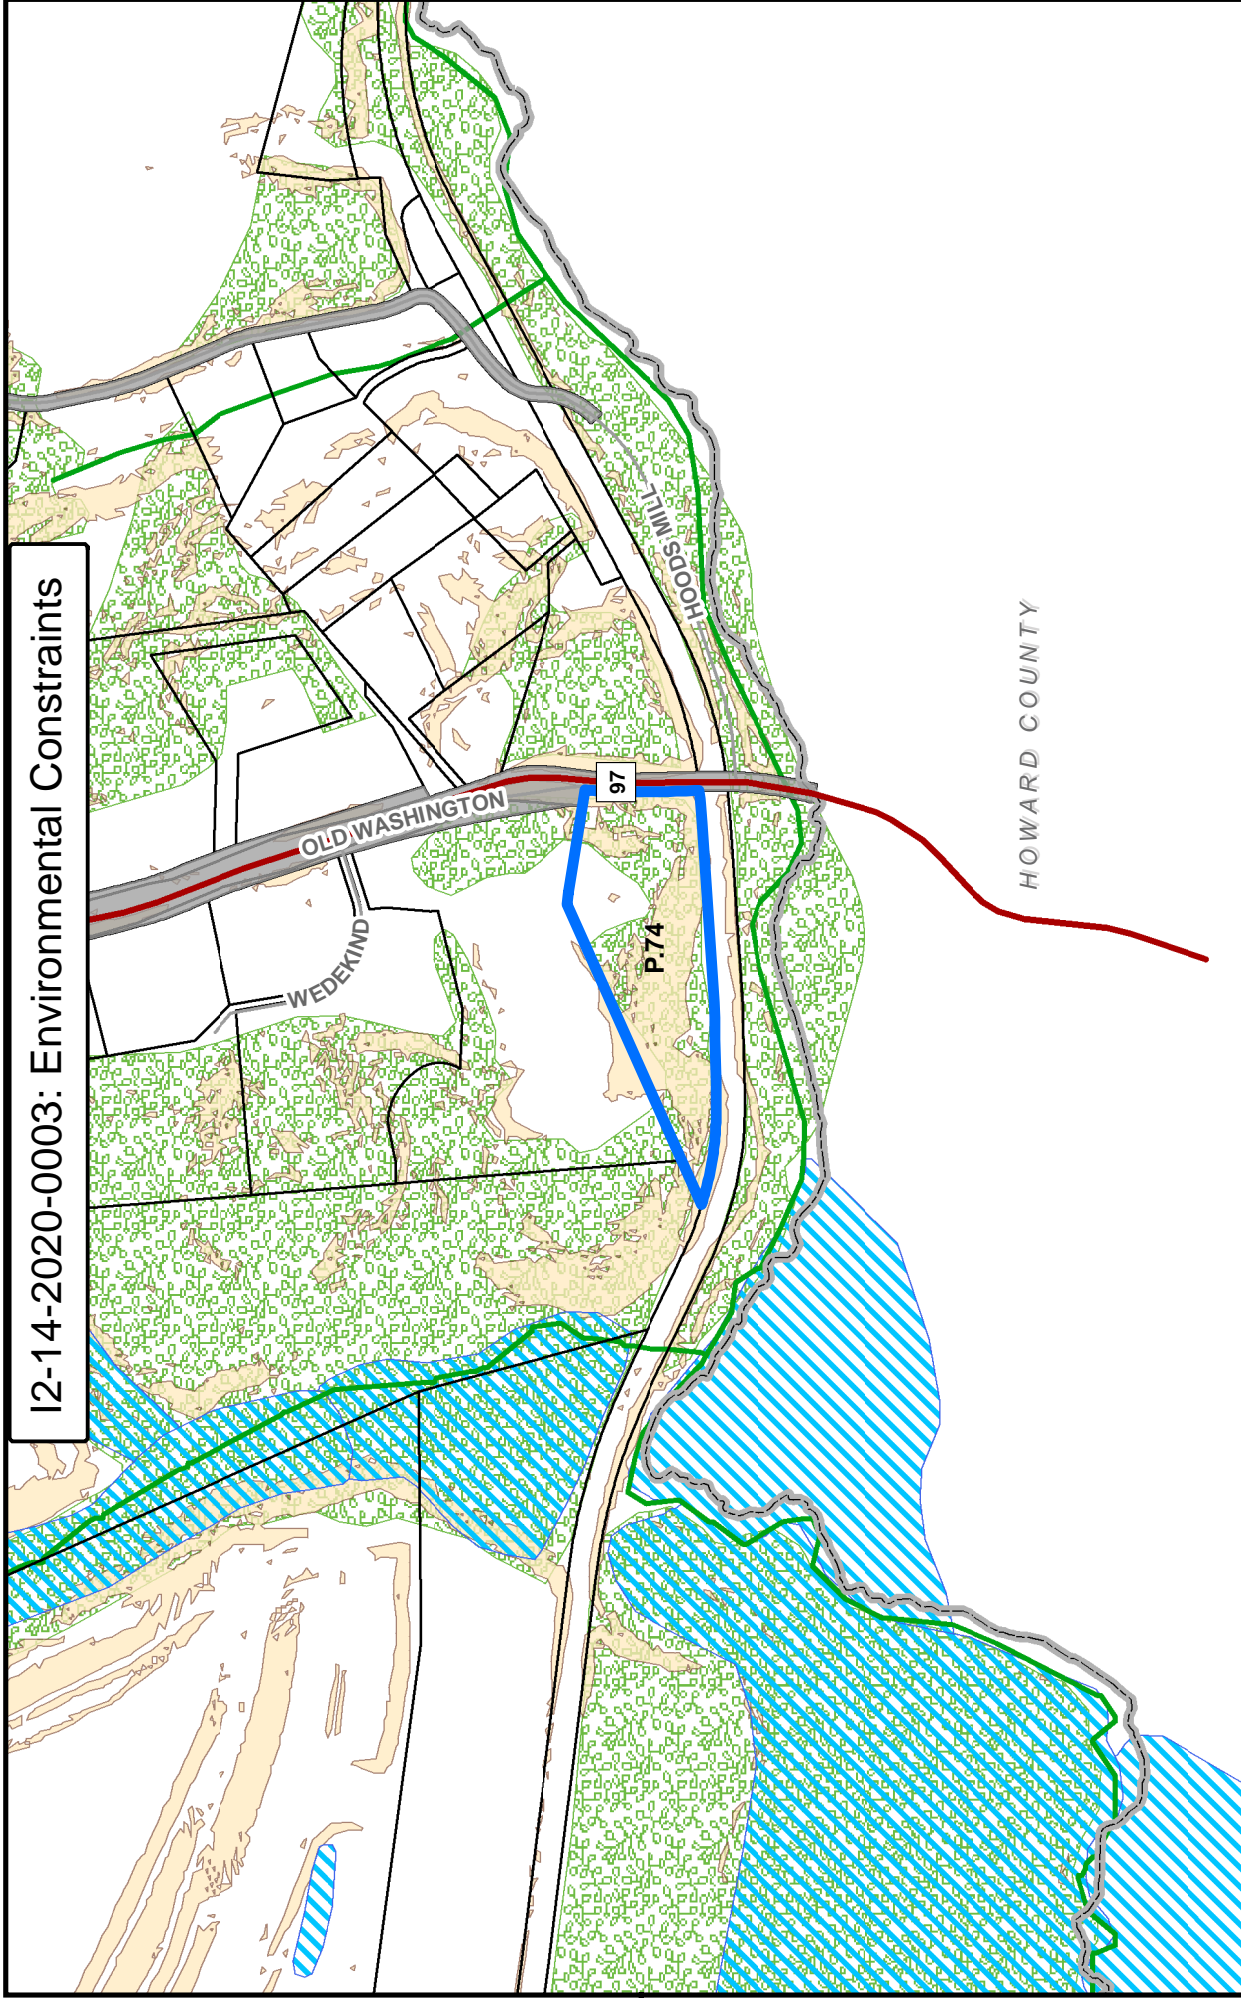 I2-14-2020-0003: Environmental Constraints
HOODS MILL
OLD WASHINGTON
97
WEDEKIND
P.74
HOWARD COUNTY